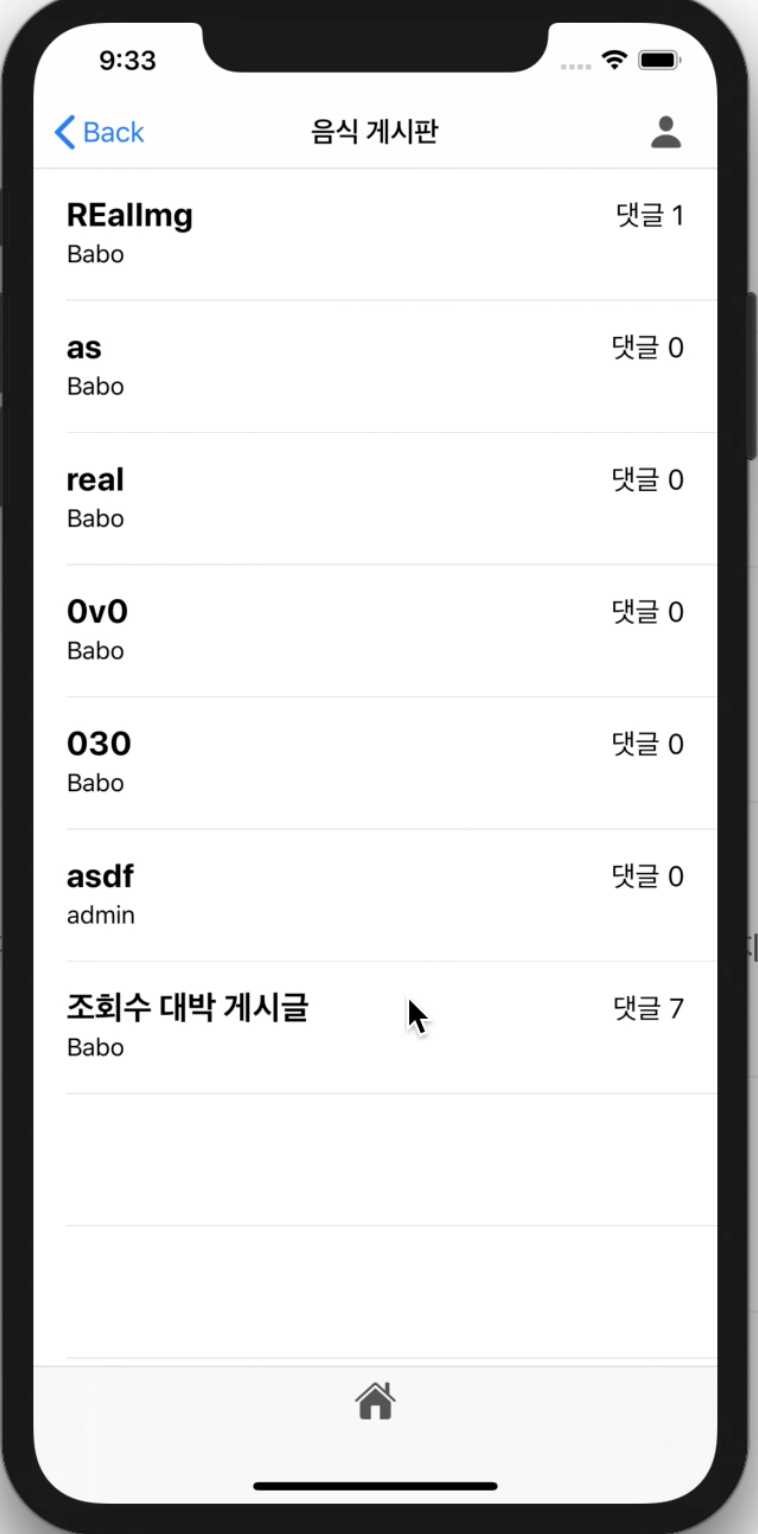 9:33
Back
음식 게시판
REalImg
댓글 1
Babo
as
댓글 0
Babo
real
댓글 0
Babo
0v0
댓글 0
Babo
030
댓글 0
Babo
asdf
댓글 0
admin
조회수 대박 게시글
댓글 7
Babo